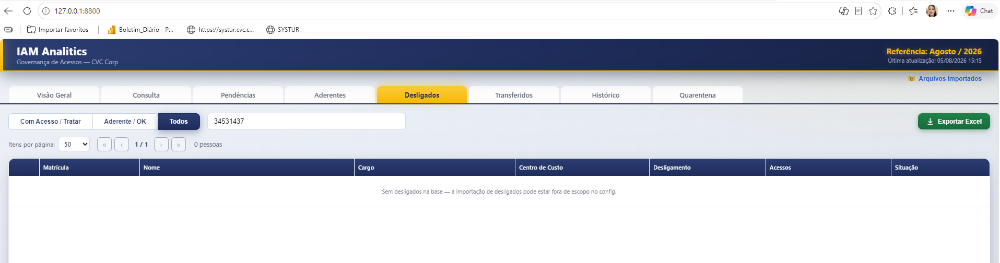 127.0.0.1:8800
Chat
Importar favoritos
Boletim_Diário - P...
https://systur.cvc.c...
SYSTUR
IAM Analitics
Governança de Acessos — CVC Corp
Referência: Agosto / 2026
Última atualização: 05/08/2026 15:15
Arquivos importados
Visão Geral
Consulta
Pendências
Aderentes
Desligados
Transferidos
Histórico
Quarentena
Com Acesso / Tratar
Aderente / OK
Todos
34531437
Exportar Excel
Itens por página: 50 « ‹ 1 / 1 › » 0 pessoas
Matrícula
Nome
Cargo
Centro de Custo
Desligamento
Acessos
Situação
Sem desligados na base — a importação de desligados pode estar fora de escopo no config.